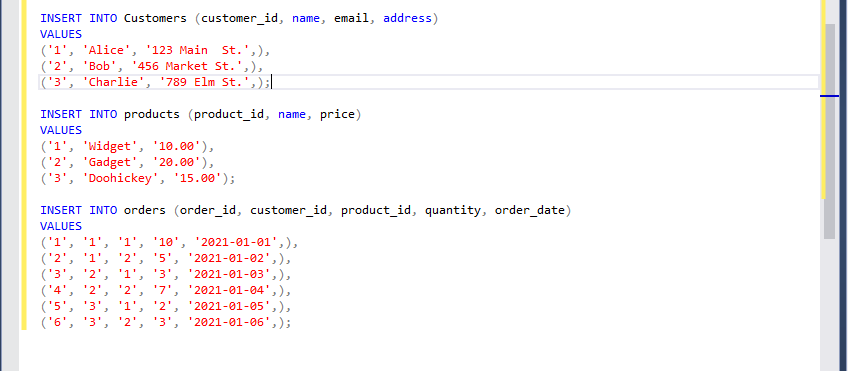 INSERT INTO Customers (customer_id, name, email, address)
VALUES
('1', 'Alice', '123 Main  St.',),
('2', 'Bob', '456 Market St.',),
('3', 'Charlie', '789 Elm St.',);
INSERT INTO products (product_id, name, price)
VALUES
('1', 'Widget', '10.00'),
('2', 'Gadget', '20.00'),
('3', 'Doohickey', '15.00');
INSERT INTO orders (order_id, customer_id, product_id, quantity, order_date)
VALUES
('1', '1', '1', '10', '2021-01-01',),
('2', '1', '2', '5', '2021-01-02',),
('3', '2', '1', '3', '2021-01-03',),
('4', '2', '2', '7', '2021-01-04',),
('5', '3', '1', '2', '2021-01-05',),
('6', '3', '2', '3', '2021-01-06',);